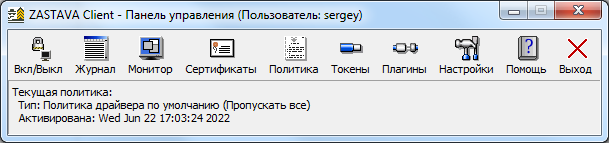 ZASTAVA Client - Панель управления (Пользователь: sergey)
Вкл/Выкл Журнал Монитор Сертификаты Политика Токены Плагины Настройки Помощь Выход
Текущая политика:
Тип: Политика драйвера по умолчанию (Пропускать все)
Активирована: Wed Jun 22 17:03:24 2022